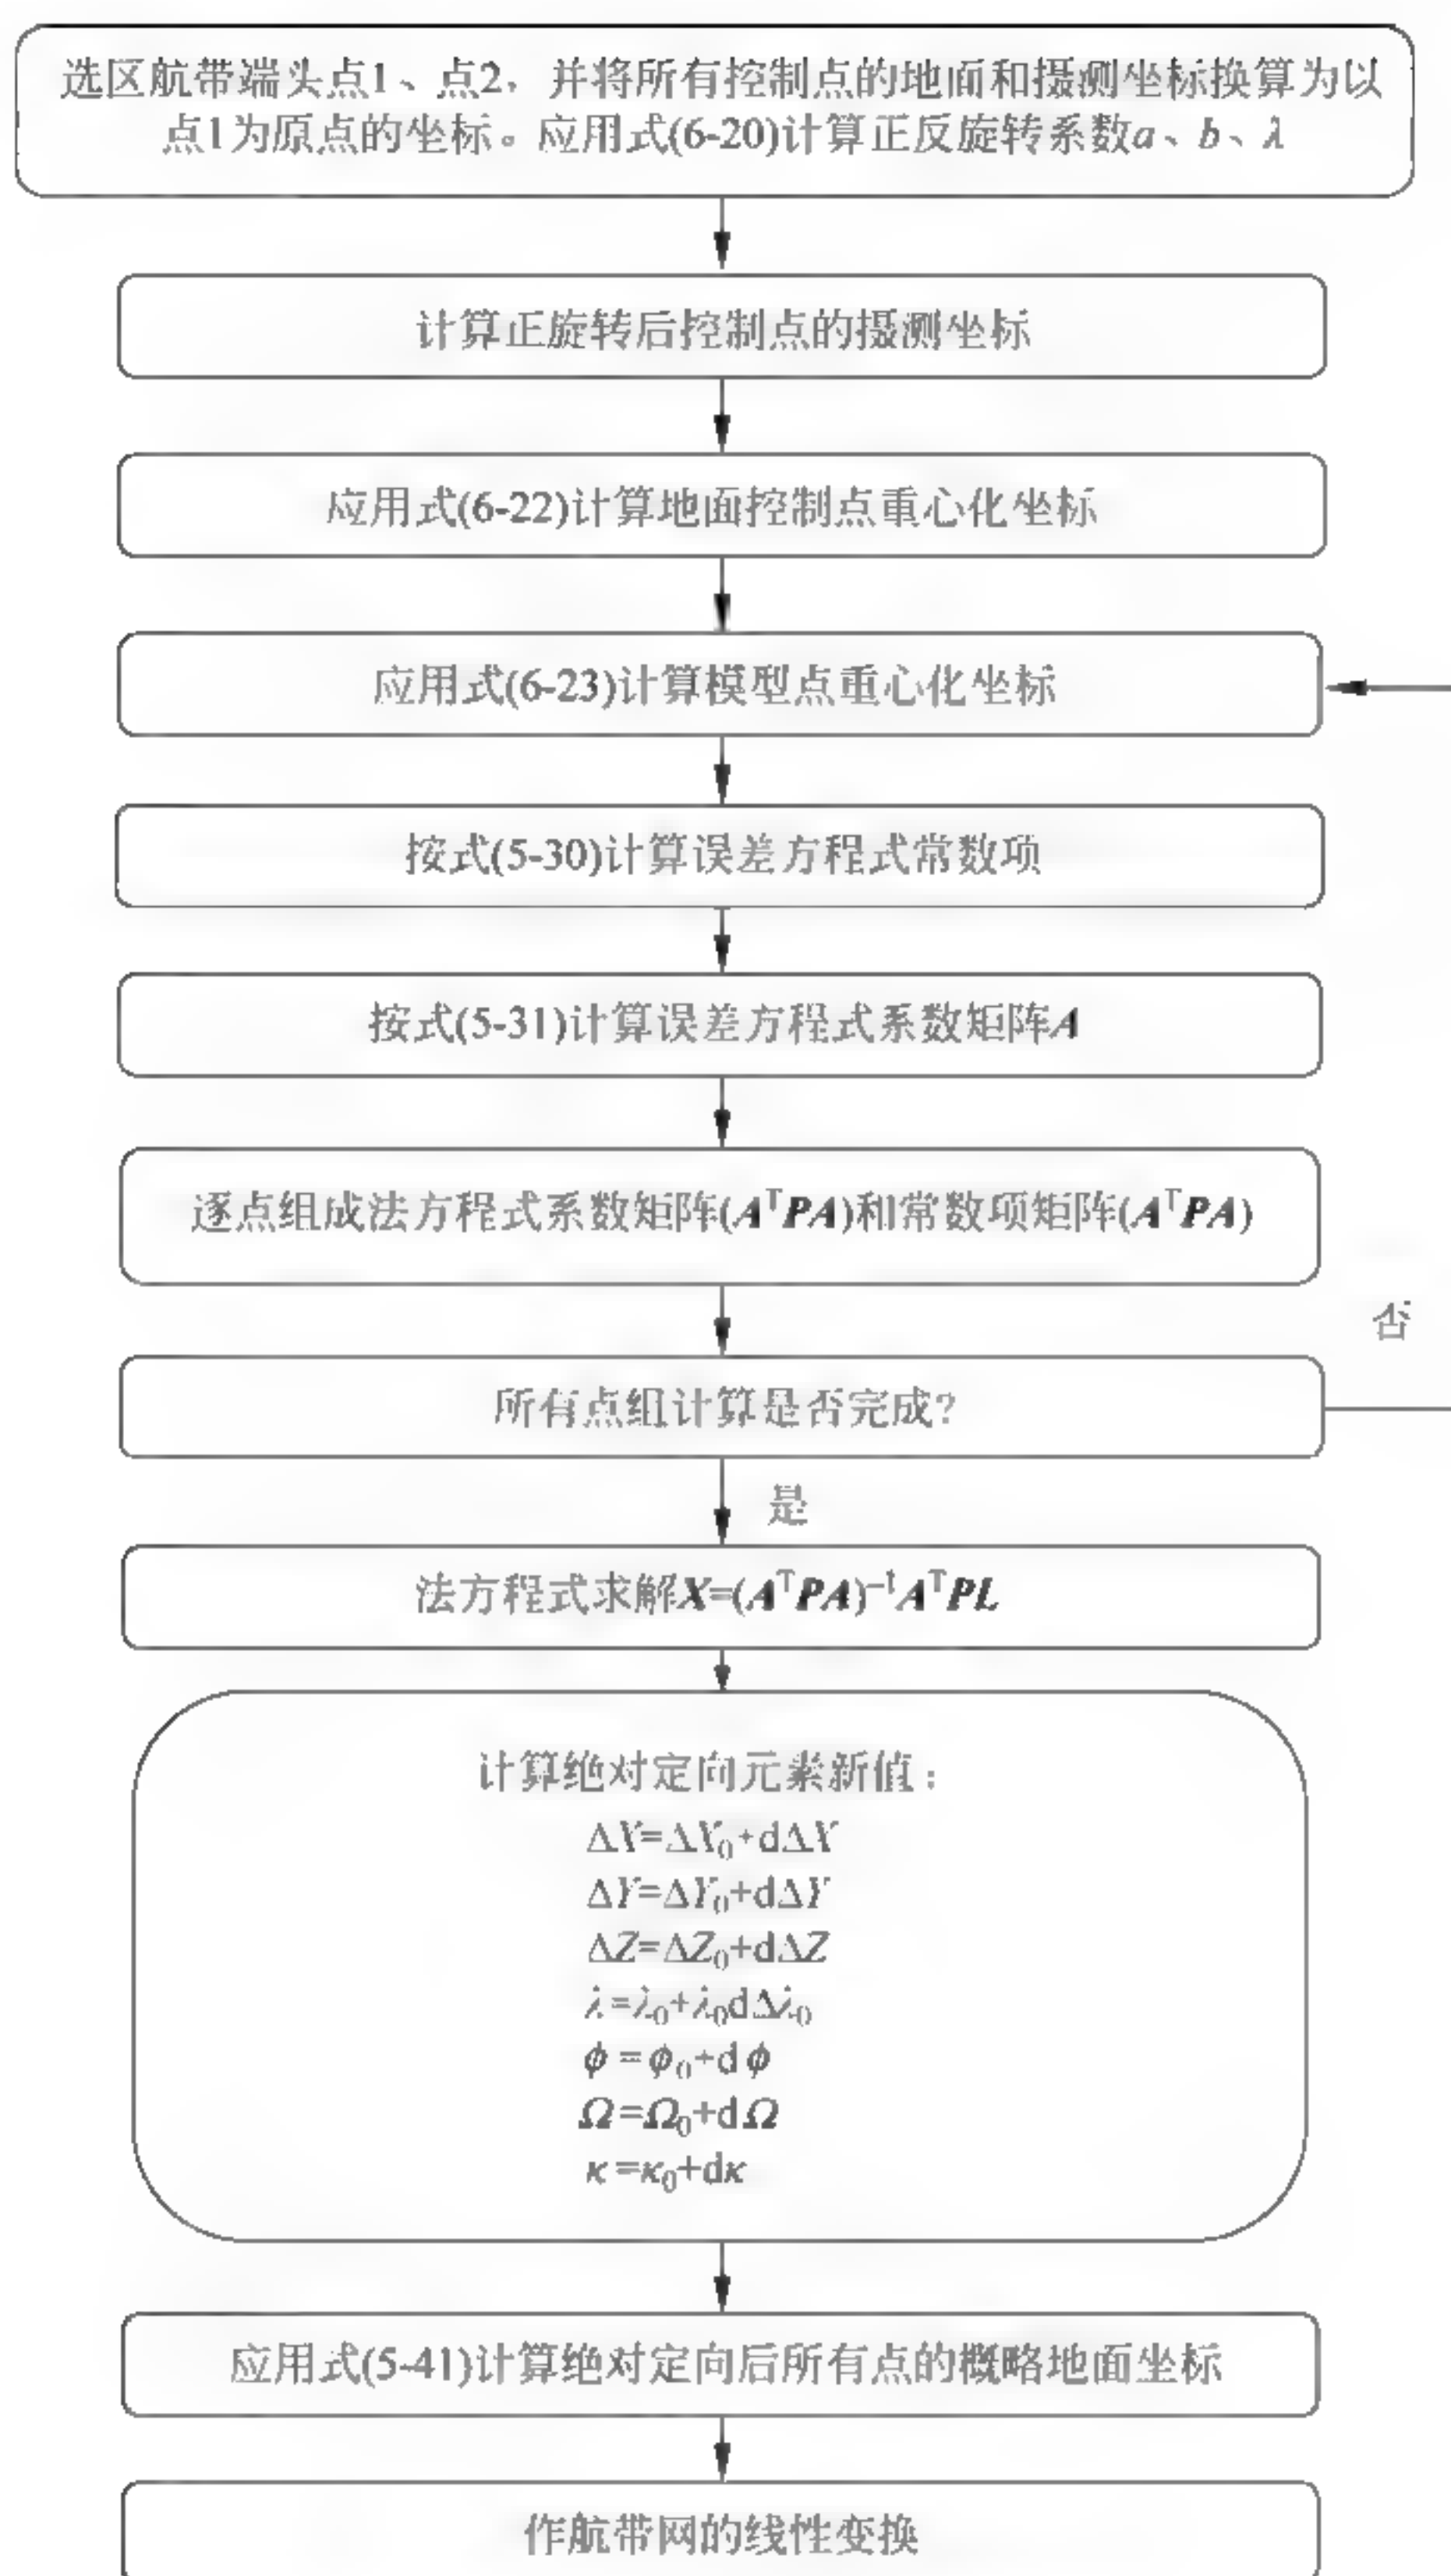 选区航带端头点1、点2，并将所有控制点的地面和摄测坐标换算为以
点1为原点的坐标。应用式(6-20)计算正反旋转系数a、b、λ
计算正旋转后控制点的摄测坐标
应用式(6-22)计算地面控制点重心化坐标
应用式(6-23)计算模型点重心化坐标
按式(5-30)计算误差方程式常数项
按式(5-31)计算误差方程式系数矩阵A
逐点组成法方程式系数矩阵(AᵀPA)和常数项矩阵(AᵀPA)
否
所有点组计算是否完成?
是
法方程式求解X=(AᵀPA)⁻¹AᵀPL
计算绝对定向元素新值：
ΔX=ΔX₀+dΔX
ΔY=ΔY₀+dΔY
ΔZ=ΔZ₀+dΔZ
λ=λ₀+λ₀dΔλ₀
ϕ=ϕ₀+dϕ
Ω=Ω₀+dΩ
κ=κ₀+dκ
应用式(5-41)计算绝对定向后所有点的概略地面坐标
作航带网的线性变换